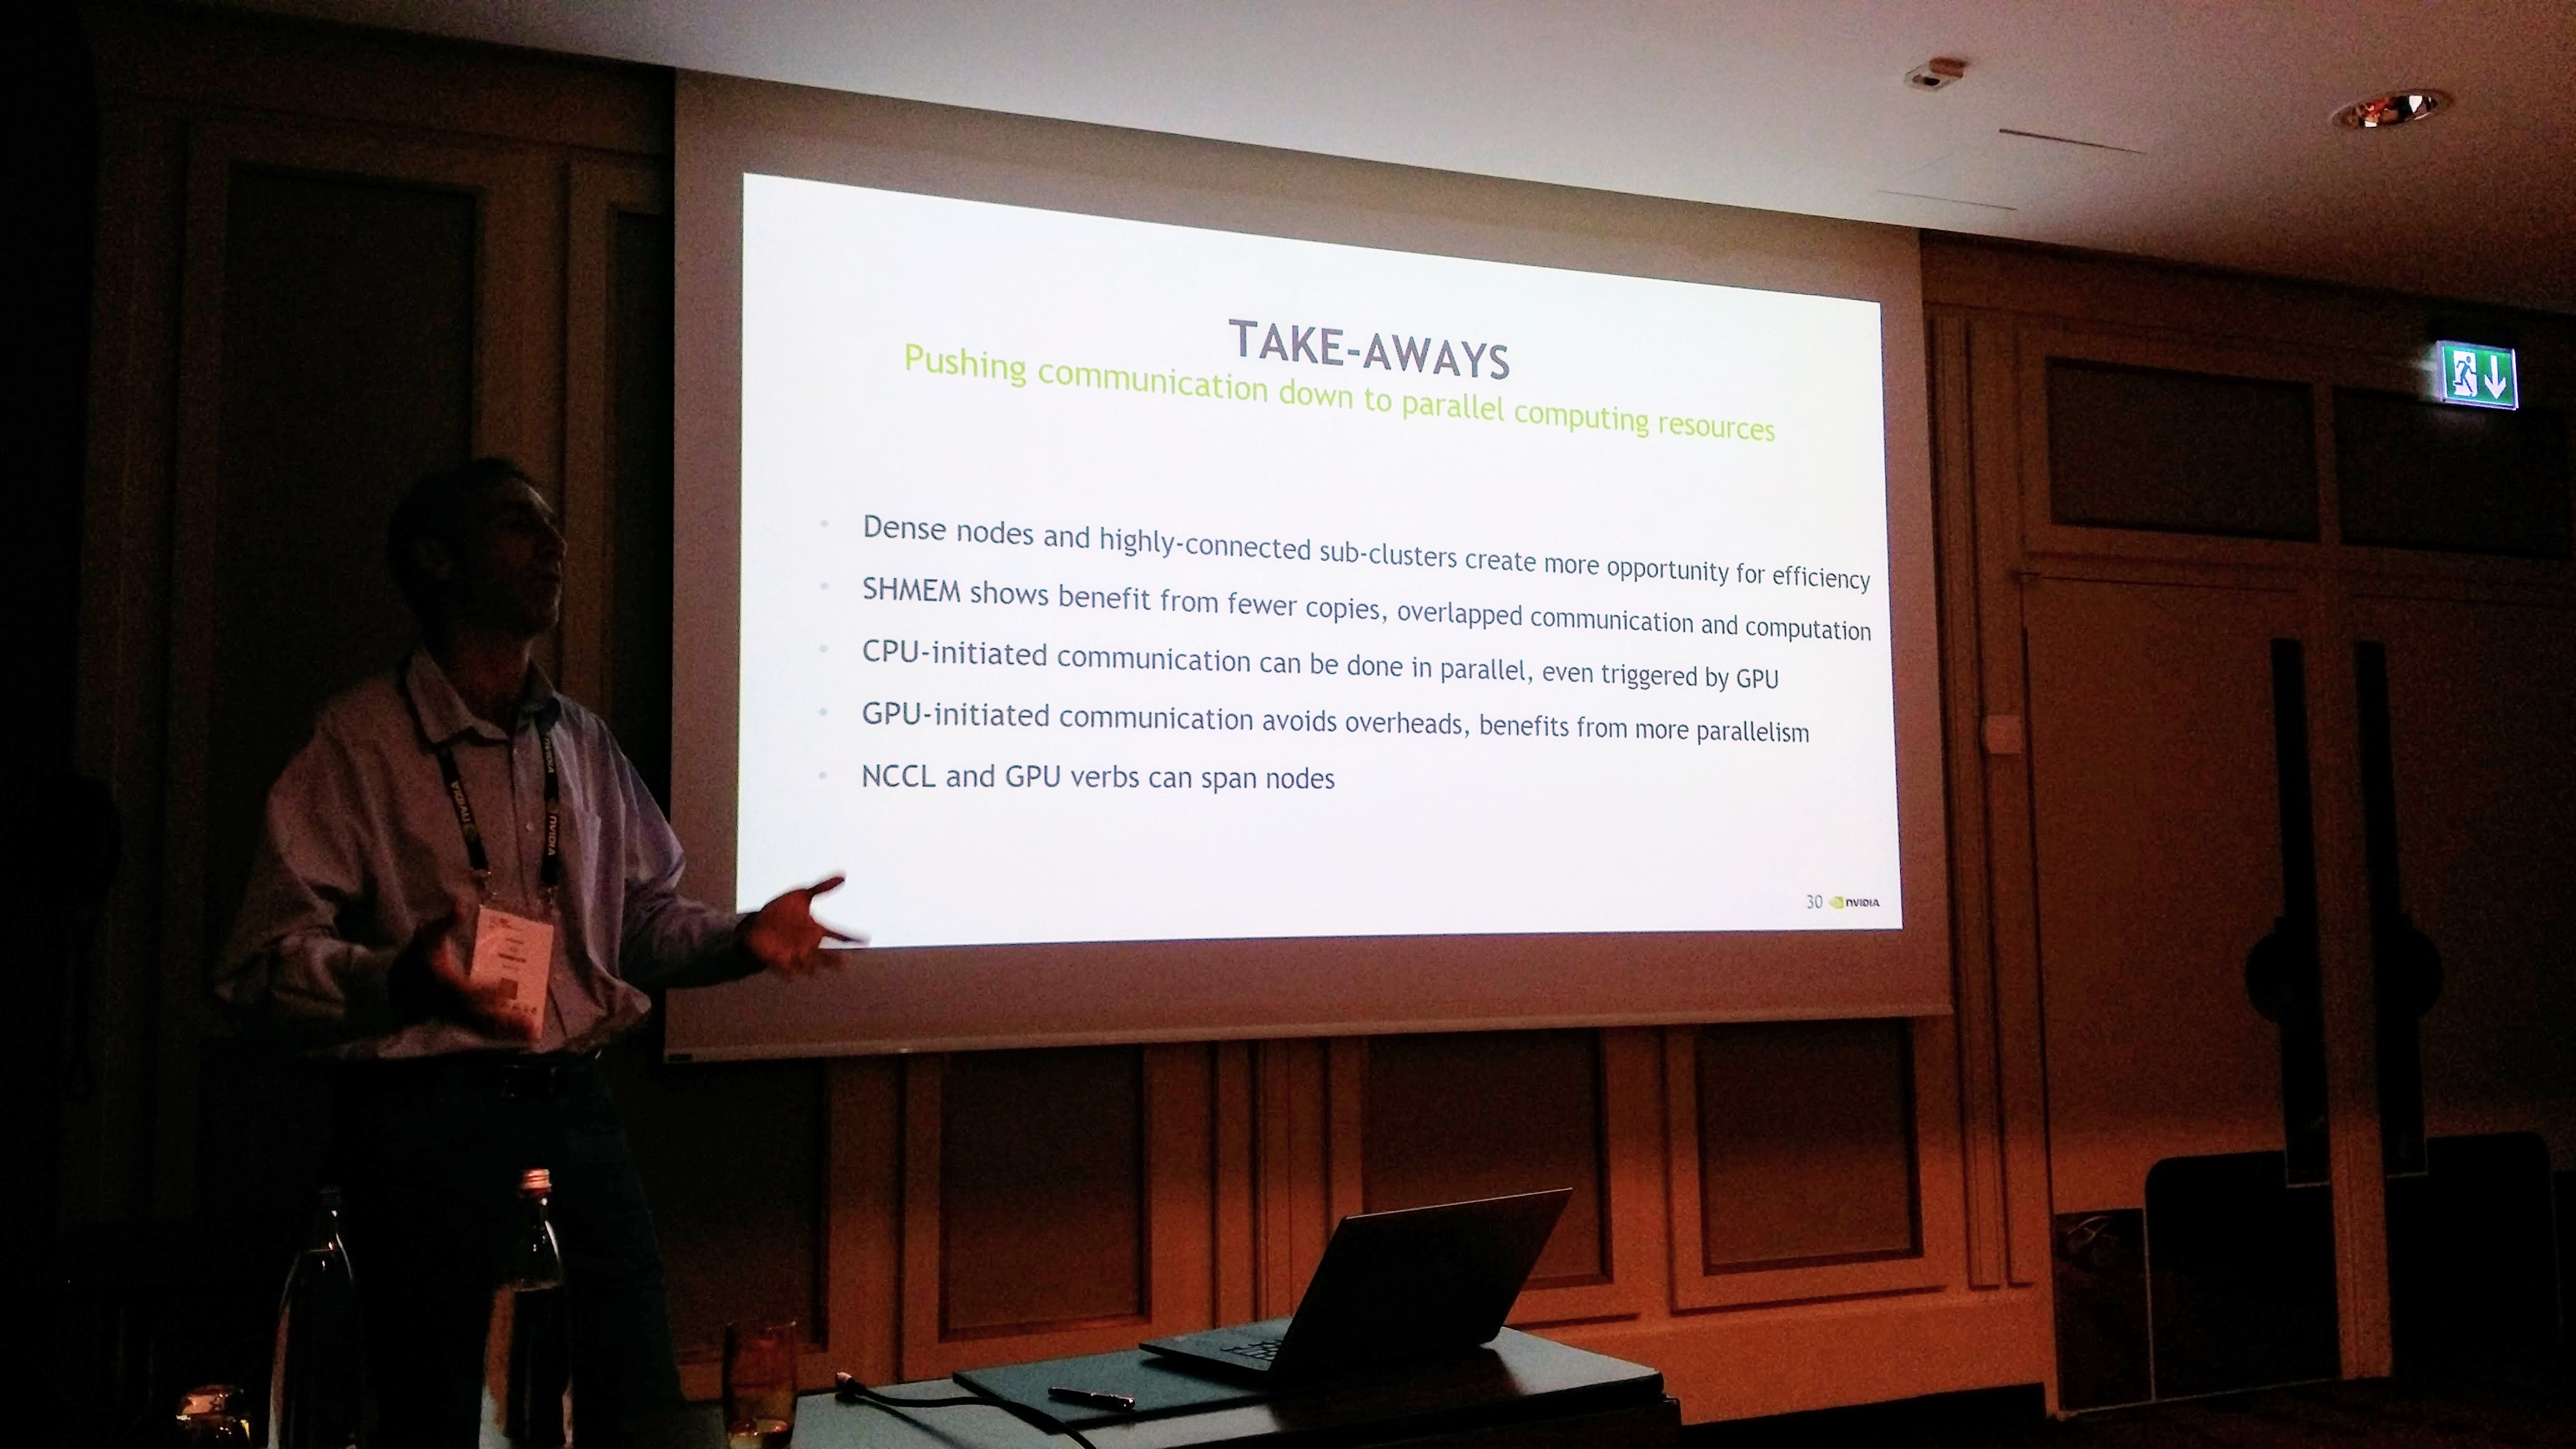 TAKE-AWAYS
Pushing communication down to parallel computing resources
• Dense nodes and highly-connected sub-clusters create more opportunity for efficiency
• SHMEM shows benefit from fewer copies, overlapped communication and computation
• CPU-initiated communication can be done in parallel, even triggered by GPU
• GPU-initiated communication avoids overheads, benefits from more parallelism
• NCCL and GPU verbs can span nodes
30 NVIDIA
NVIDIA
NVIDIA